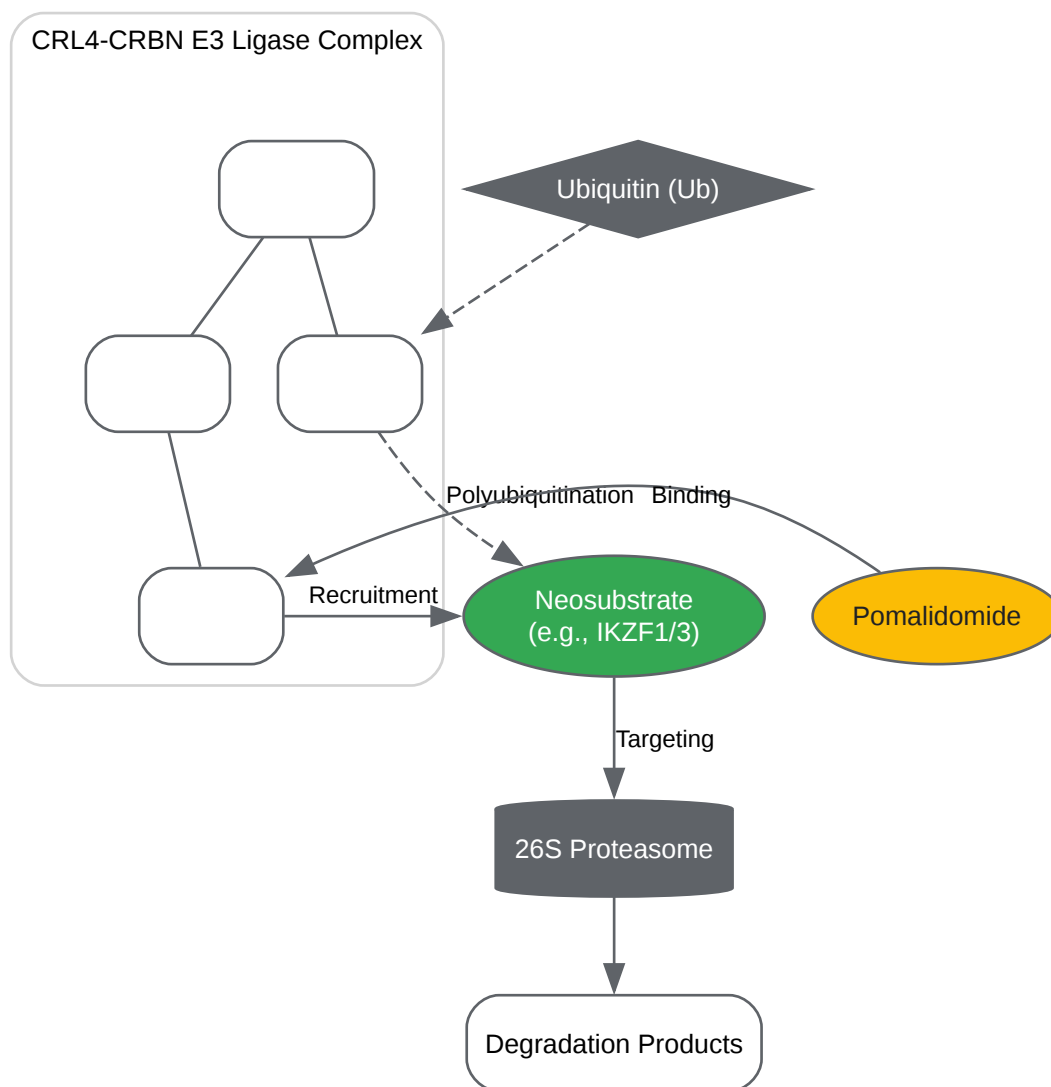 CRL4-CRBN E3 Ligase Complex
Ubiquitin (Ub)
Polyubiquitination
Binding
Recruitment
Neosubstrate
(e.g., IKZF1/3)
Pomalidomide
Targeting
26S Proteasome
Degradation Products